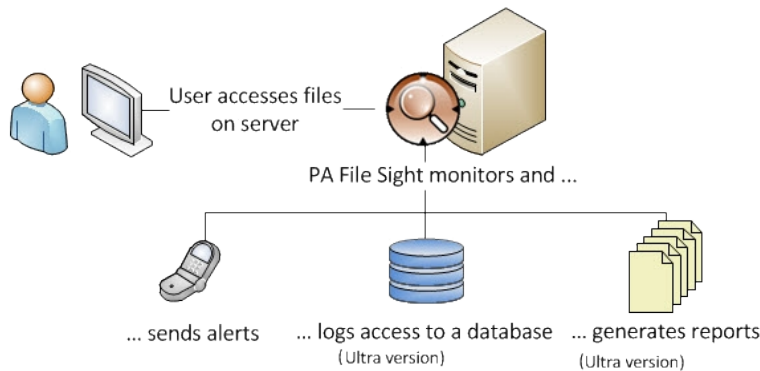 User accesses files
on server
PA File Sight monitors and ...
... sends alerts
... logs access to a database
(Ultra version)
... generates reports
(Ultra version)